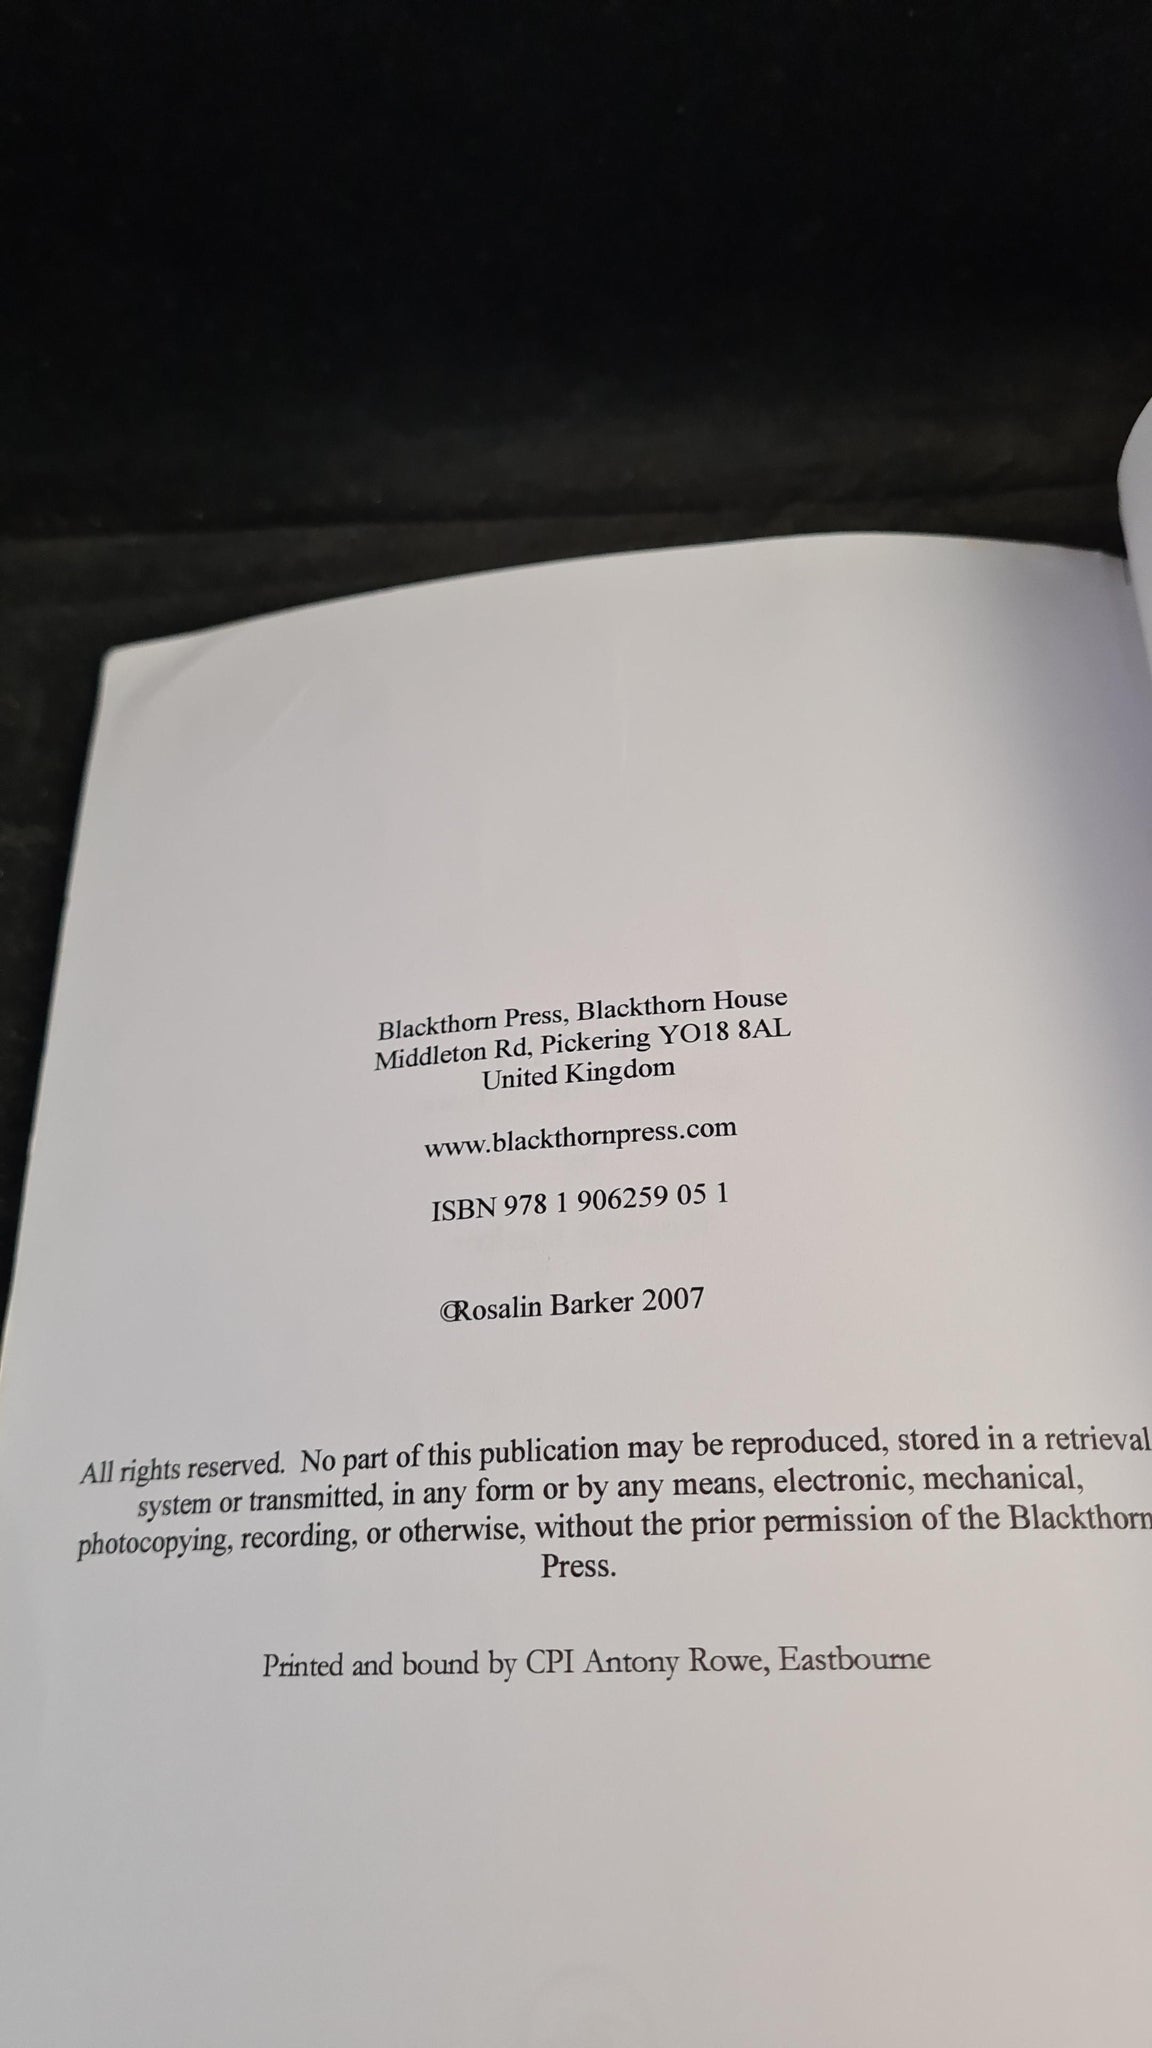 Blackthorn Press, Blackthorn House
Middleton Rd, Pickering YO18 8AL
United Kingdom
www.blackthornpress.com
ISBN 978 1 906259 05 1
©Rosalin Barker 2007
All rights reserved. No part of this publication may be reproduced, stored in a retrieval
system or transmitted, in any form or by any means, electronic, mechanical,
photocopying, recording, or otherwise, without the prior permission of the Blackthorn
Press.
Printed and bound by CPI Antony Rowe, Eastbourne